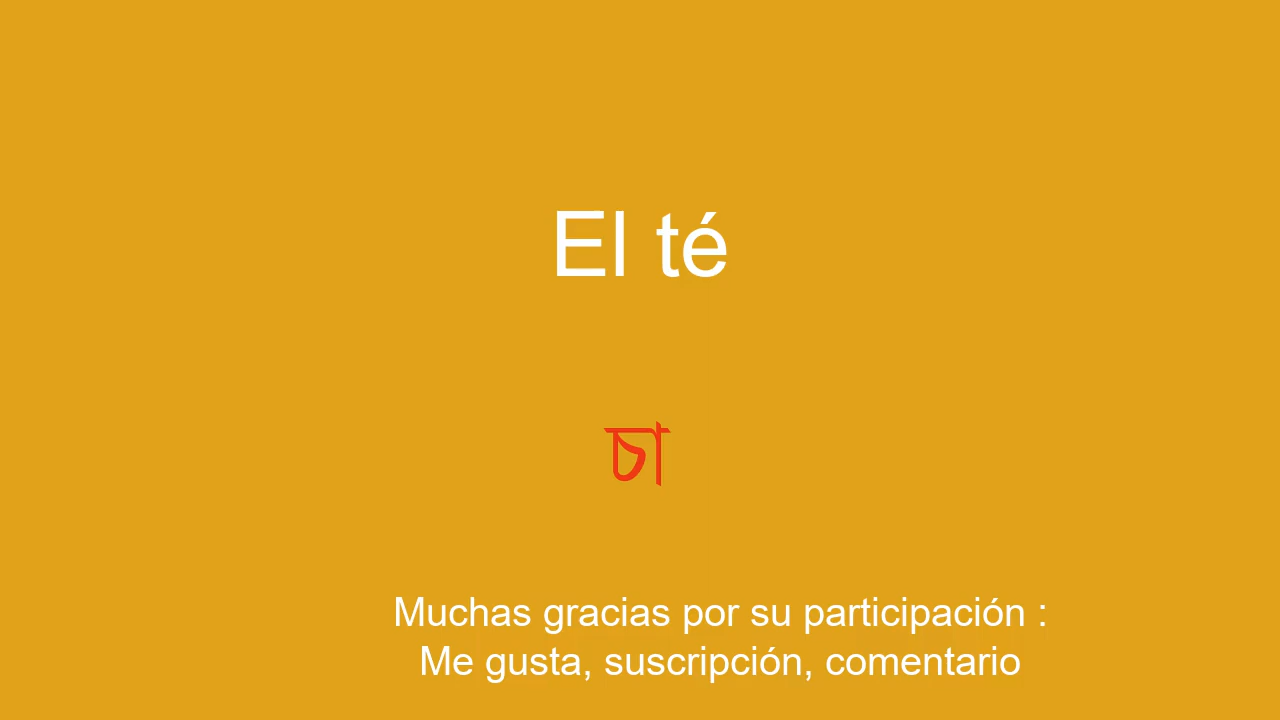 El té
চা
Muchas gracias por su participación :
Me gusta, suscripción, comentario